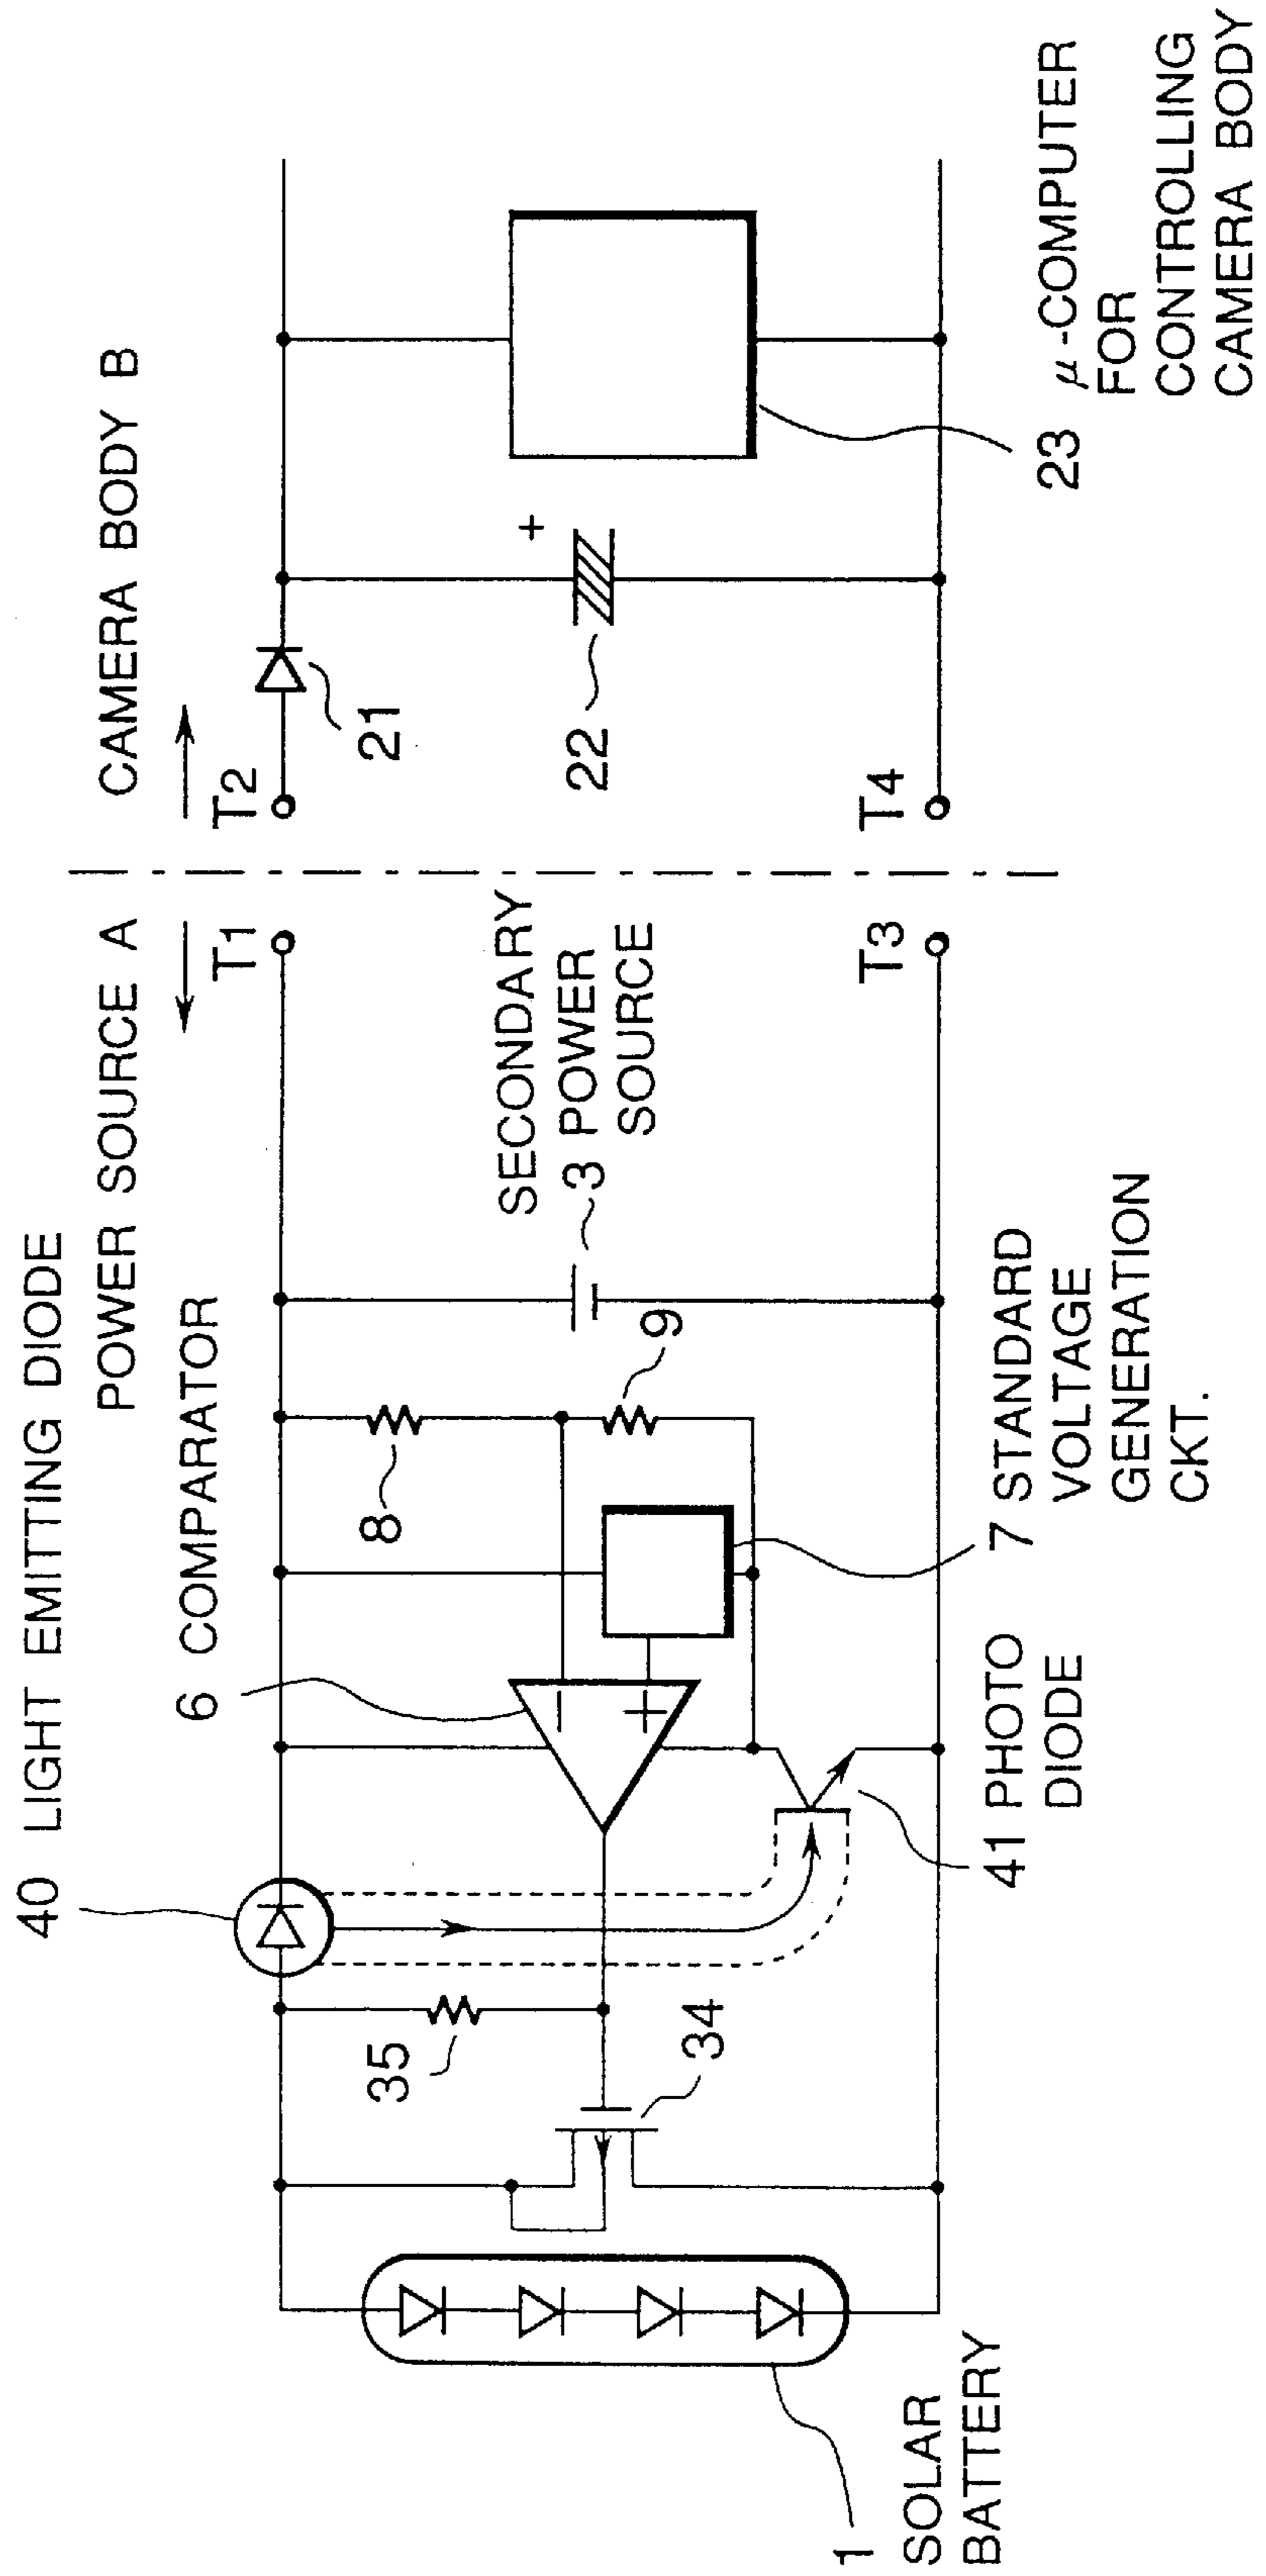 40 LIGHT EMITTING DIODE
POWER SOURCE A
CAMERA BODY B
6 COMPARATOR
T1
T2
35
8
21
+
SECONDARY
3 POWER
SOURCE
22
−
+
9
34
T3
T4
1
SOLAR
BATTERY
41 PHOTO
DIODE
7 STANDARD
VOLTAGE
GENERATION
CKT.
23
μ-COMPUTER
FOR
CONTROLLING
CAMERA BODY